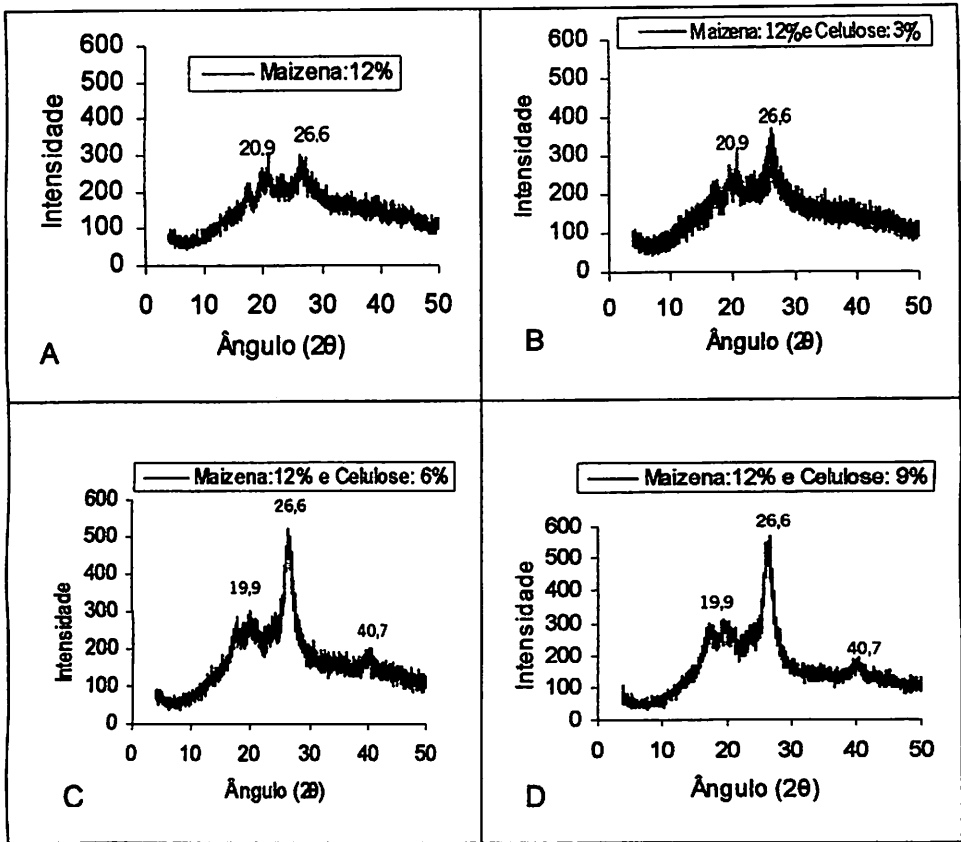 Maizena:12%
600
500
400
300
200
100
0
Intensidade
20.9
26.6
0 10 20 30 40 50
Ângulo (2θ)
A
Maizena: 12% e Celulose: 3%
600
500
400
300
200
100
0
Intensidade
20,9
26,6
0 10 20 30 40 50
Ângulo (2θ)
B
Maizena:12% e Celulose: 6%
600
500
400
300
200
100
0
Intensidade
19,9
26,6
40,7
0 10 20 30 40 50
Ângulo (2θ)
C
Maizena:12% e Celulose: 9%
600
500
400
300
200
100
0
Intensidade
19,9
26,6
40,7
0 10 20 30 40 50
Ângulo (2θ)
D